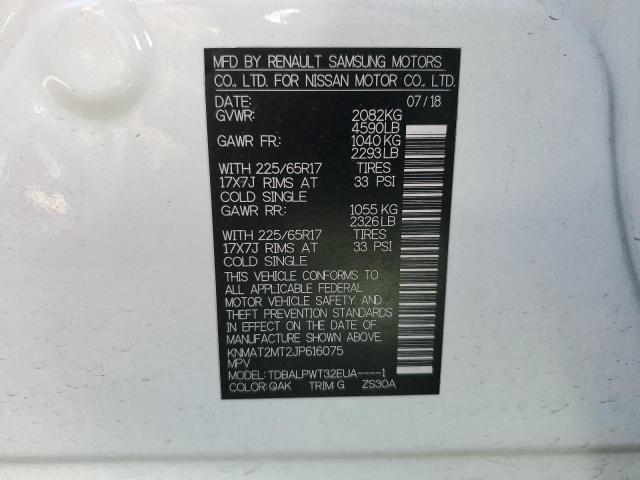 MFD BY RENAULT SAMSUNG MOTORS
CO., LTD. FOR NISSAN MOTOR CO., LTD.
DATE: 07/18
GVWR: 2082KG
4590LB
GAWR FR: 1040 KG
2293LB
WITH 225/65R17 TIRES
17X7J RIMS AT 33 PSI
COLD SINGLE
GAWR RR: 1055 KG
2326LB
WITH 225/65R17 TIRES
17X7J RIMS AT 33 PSI
COLD SINGLE
THIS VEHICLE CONFORMS TO
ALL APPLICABLE FEDERAL
MOTOR VEHICLE SAFETY AND
THEFT PREVENTION STANDARDS
IN EFFECT ON THE DATE OF
MANUFACTURE SHOWN ABOVE.
KNMAT2MT2JP616075
MPV
MODEL: TDBALPWT32EUA----1
COLOR: QAK TRIM: G ZS30A